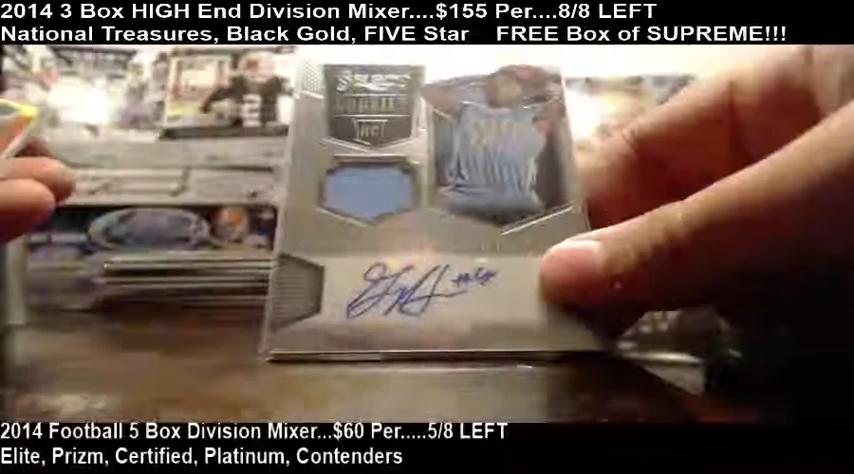 2014 3 Box HIGH End Division Mixer....$155 Per....8/8 LEFT
National Treasures, Black Gold, FIVE Star FREE Box of SUPREME!!!
SELECT
2
2014 Football 5 Box Division Mixer...$60 Per.....5/8 LEFT
Elite, Prizm, Certified, Platinum, Contenders